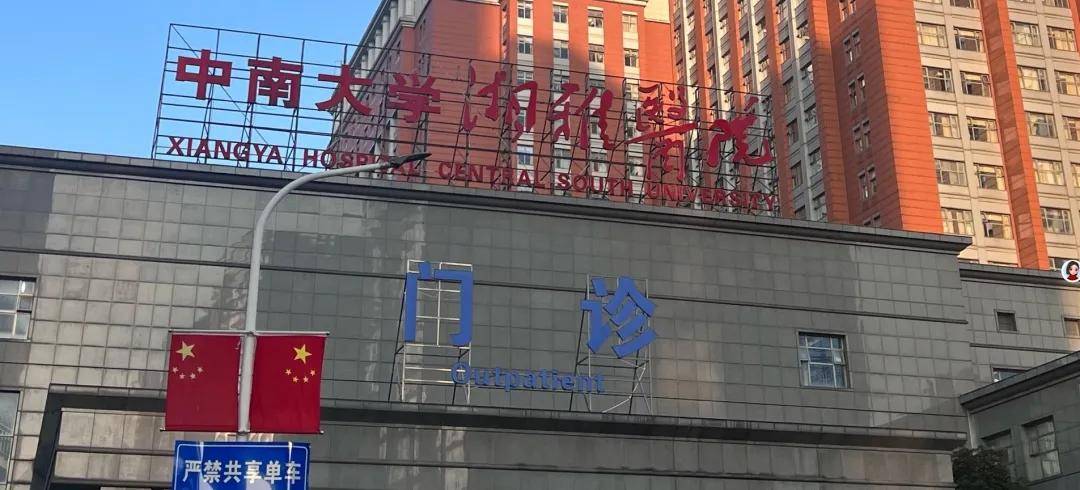 中南大学湘雅醫院
XIANGYA HOSPITAL CENTRAL SOUTH UNIVERSITY
门诊
Outpatient
严禁共享单车